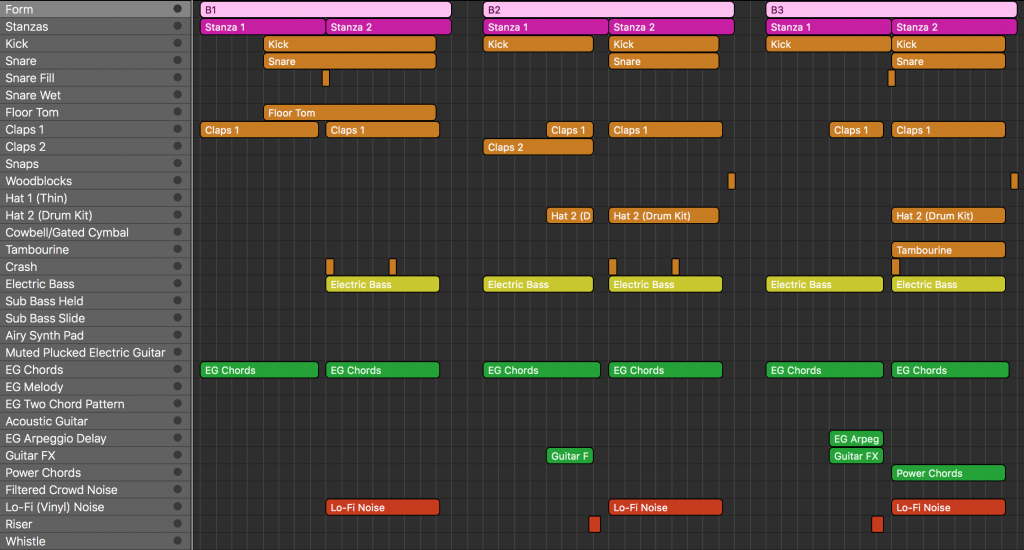 Form B1 B2 B3
Stanzas Stanza 1 Stanza 2 Stanza 1 Stanza 2 Stanza 1 Stanza 2
Kick Kick Kick Kick Kick Kick
Snare Snare Snare Snare
Snare Fill
Snare Wet
Floor Tom Floor Tom
Claps 1 Claps 1 Claps 1 Claps 1 Claps 1 Claps 1 Claps 1
Claps 2 Claps 2
Snaps
Woodblocks
Hat 1 (Thin)
Hat 2 (Drum Kit) Hat 2 (D Hat 2 (Drum Kit) Hat 2 (Drum Kit)
Cowbell/Gated Cymbal
Tambourine Tambourine
Crash
Electric Bass Electric Bass Electric Bass Electric Bass Electric Bass Electric Bass
Sub Bass Held
Sub Bass Slide
Airy Synth Pad
Muted Plucked Electric Guitar
EG Chords EG Chords EG Chords EG Chords EG Chords EG Chords EG Chords
EG Melody
EG Two Chord Pattern
Acoustic Guitar
EG Arpeggio Delay EG Arpeg
Guitar FX Guitar F Guitar FX
Power Chords Power Chords
Filtered Crowd Noise
Lo-Fi (Vinyl) Noise Lo-Fi Noise Lo-Fi Noise Lo-Fi Noise
Riser
Whistle